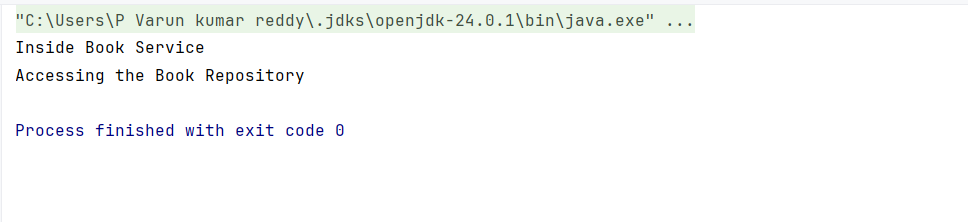 "C:\Users\P Varun kumar reddy\.jdks\openjdk-24.0.1\bin\java.exe" ...
Inside Book Service
Accessing the Book Repository
Process finished with exit code 0